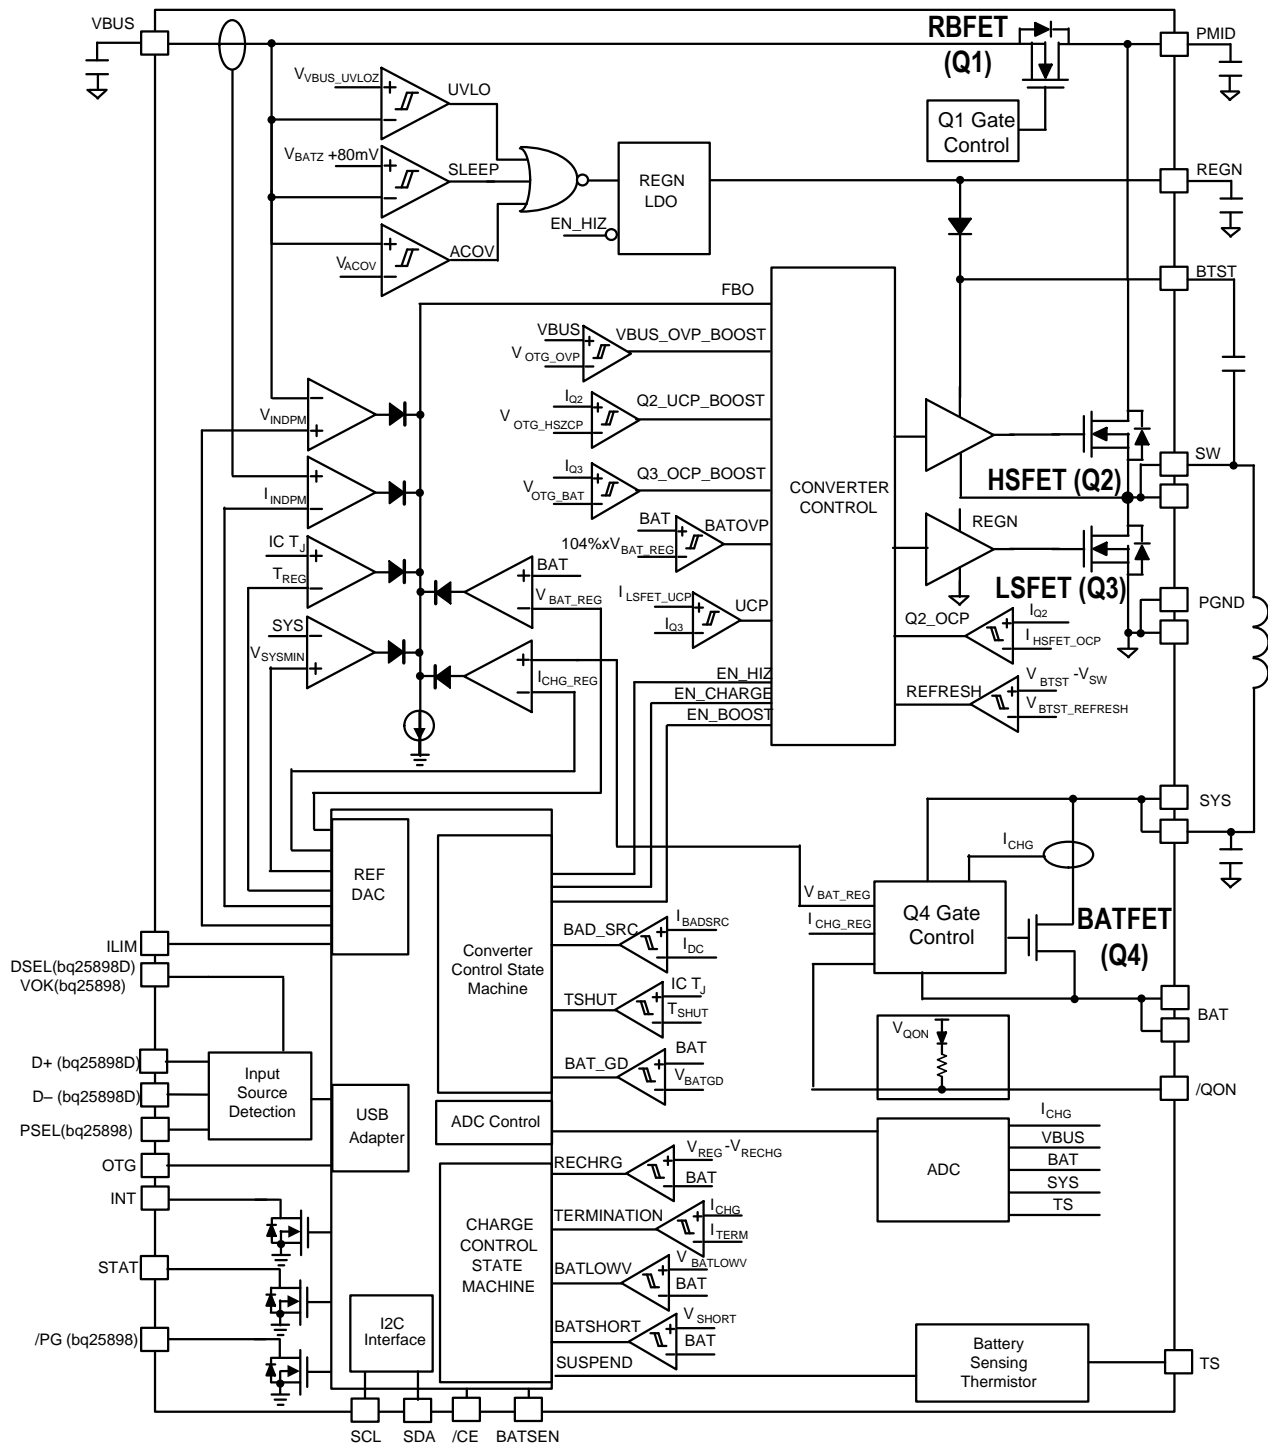 VBUS
RBFET
(Q1)
PMID
V_VBUS_UVLOZ
UVLO
Q1 Gate
Control
V_BATZ +80mV
SLEEP
REGN
LDO
REGN
EN_HIZ
V_ACOV
ACOV
BTST
FBO
VBUS
VBUS_OVP_BOOST
V_OTG_OVP
V_INDPM
I_Q2
Q2_UCP_BOOST
V_OTG_HSZCP
SW
I_INDPM
I_Q3
Q3_OCP_BOOST
V_OTG_BAT
CONVERTER
CONTROL
HSFET (Q2)
BAT
BATOVP
104%xV_BAT_REG
REGN
IC T_J
T_REG
BAT
V_BAT_REG
LSFET (Q3)
PGND
I_LSFET_UCP
UCP
I_Q3
Q2_OCP
I_Q2
I_HSFET_OCP
SYS
V_SYSMIN
I_CHG_REG
EN_HIZ
EN_CHARGE
EN_BOOST
REFRESH
V_BTST -V_SW
V_BTST_REFRESH
SYS
I_CHG
REF
DAC
V_BAT_REG
I_CHG_REG
Q4 Gate
Control
BATFET
(Q4)
ILIM
DSEL(bq25898D)
VOK(bq25898)
Converter
Control State
Machine
BAD_SRC
I_BADSRC
I_DC
TSHUT
IC T_J
T_SHUT
BAT_GD
BAT
V_BATGD
BAT
V_QON
/QON
D+ (bq25898D)
D– (bq25898D)
PSEL(bq25898)
Input
Source
Detection
USB
Adapter
ADC Control
ADC
I_CHG
VBUS
BAT
SYS
TS
OTG
INT
STAT
/PG (bq25898)
CHARGE
CONTROL
STATE
MACHINE
RECHRG
V_REG -V_RECHG
BAT
TERMINATION
I_CHG
I_TERM
BATLOWV
V_BATLOWV
BAT
BATSHORT
V_SHORT
BAT
SUSPEND
I2C
Interface
Battery
Sensing
Thermistor
TS
SCL
SDA
/CE
BATSEN